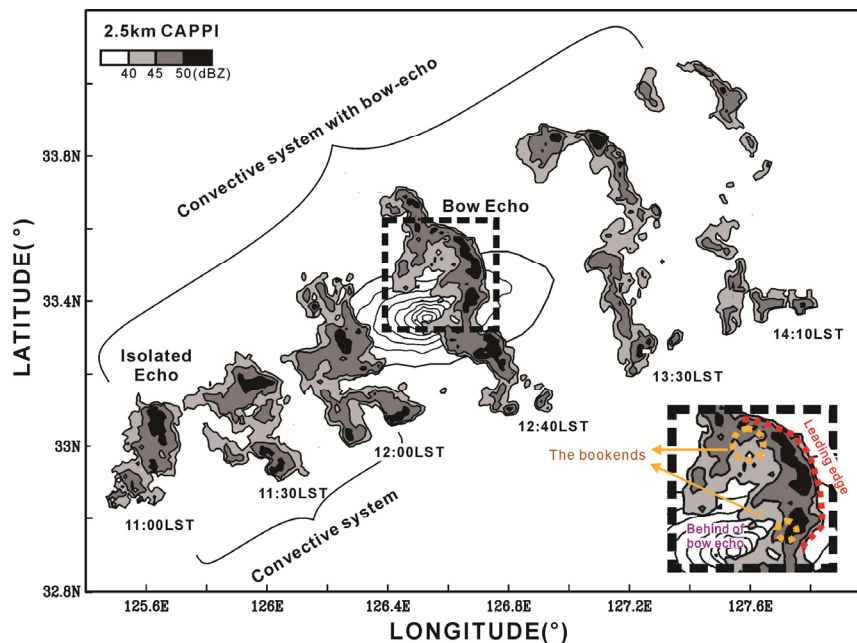 2.5km CAPPI
40 45 50(dBZ)
Convective system with bow-echo
Bow Echo
Isolated
Echo
11:00LST
11:30LST
12:00LST
12:40LST
13:30LST
14:10LST
Convective system
The bookends
Leading edge
Behind of
bow echo
LATITUDE(°)
33.8N
33.4N
33N
32.8N
125.6E 126E 126.4E 126.8E 127.2E 127.6E
LONGITUDE(°)